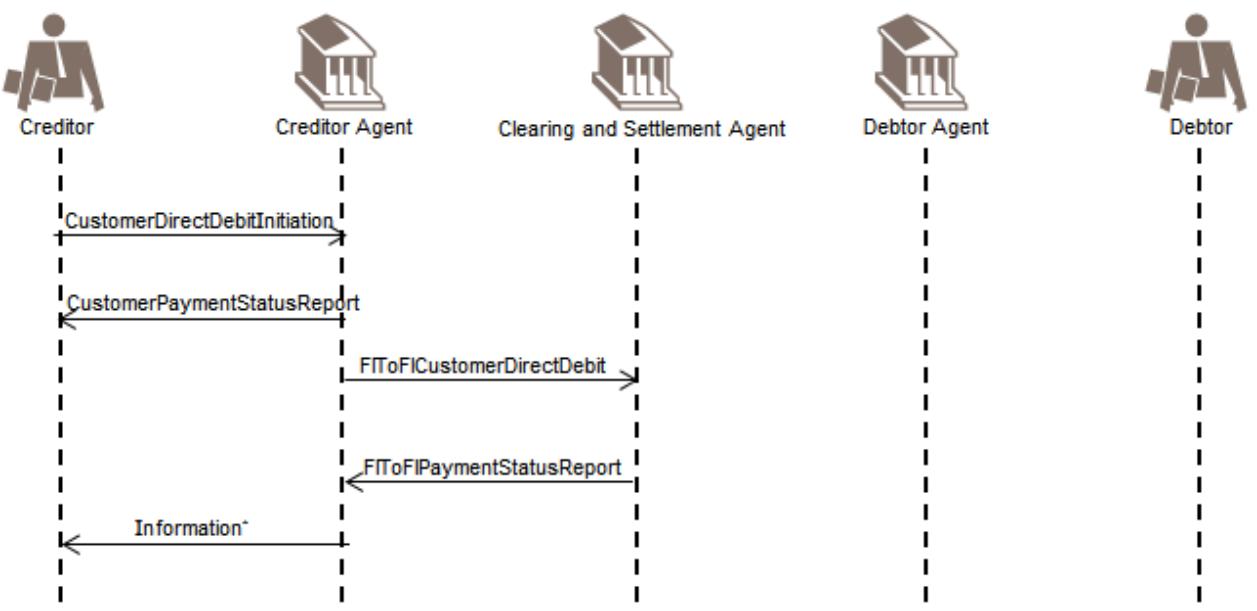 Creditor
Creditor Agent
Clearing and Settlement Agent
Debtor Agent
Debtor
CustomerDirectDebitInitiation
CustomerPaymentStatusReport
FIToFICustomerDirectDebit
FIToFIPaymentStatusReport
Information*